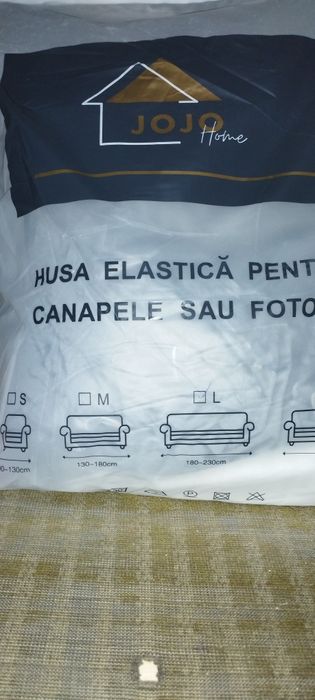 JOJO
Home
HUSA ELASTICĂ PENT
CANAPELE SAU FOTO
S M L
130-180cm 180-230cm